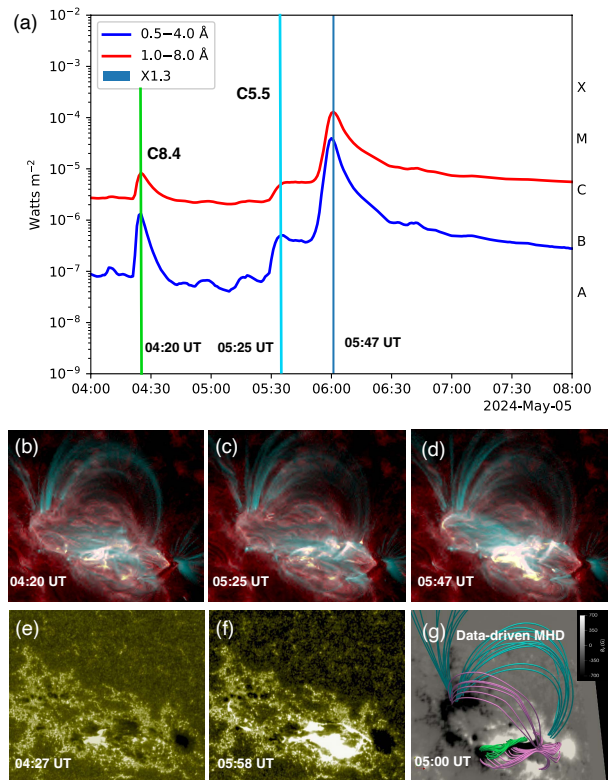 (a)
10⁻²
10⁻³
10⁻⁴
10⁻⁵
10⁻⁶
10⁻⁷
10⁻⁸
10⁻⁹
Watts m⁻²
0.5−4.0 Å
1.0−8.0 Å
X1.3
C8.4
C5.5
X
M
C
B
A
04:20 UT
05:25 UT
05:47 UT
04:00 04:30 05:00 05:30 06:00 06:30 07:00 07:30 08:00
2024-May-05
(b)
04:20 UT
(c)
05:25 UT
(d)
05:47 UT
(e)
04:27 UT
(f)
05:58 UT
(g)
Data-driven MHD
700
350
0
−350
−700
05:00 UT